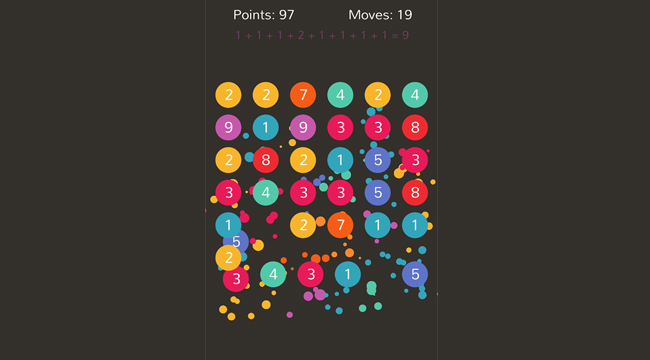 Points: 97 Moves: 19
1 + 1 + 1 + 2 + 1 + 1 + 1 + 1 = 9
2 2 7 4 2 4
9 1 9 3 3 8
2 8 2 1 5 3
3 4 3 3 5 8
1 2 7 1 1
5
2
3 4 3 1 5